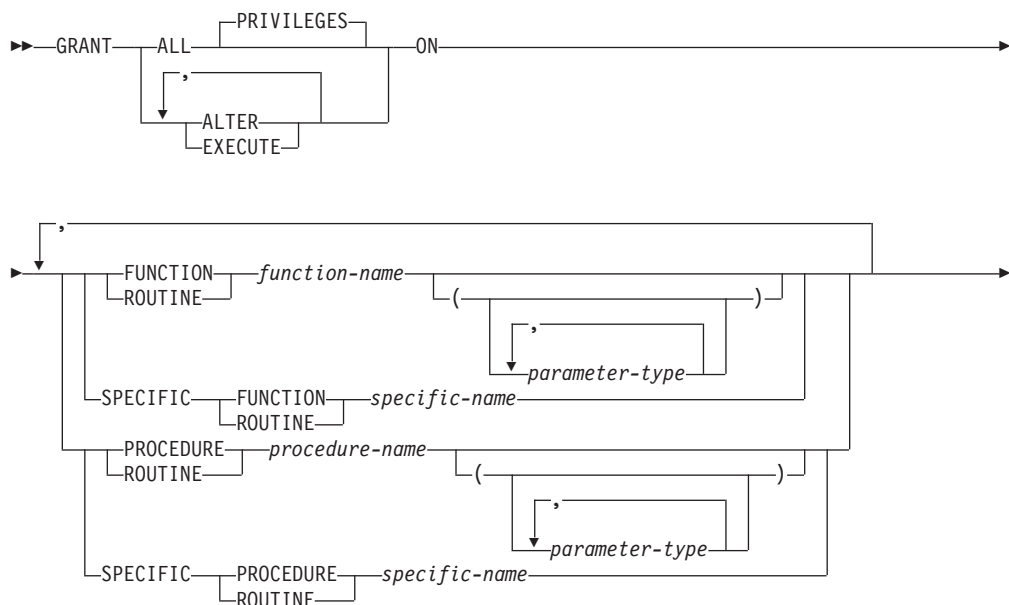 PRIVILEGES
GRANT ALL ON
,
ALTER
EXECUTE
,
FUNCTION function-name
ROUTINE ( )
,
parameter-type
SPECIFIC FUNCTION specific-name
ROUTINE
PROCEDURE procedure-name
ROUTINE ( )
,
parameter-type
SPECIFIC PROCEDURE specific-name
ROUTINE